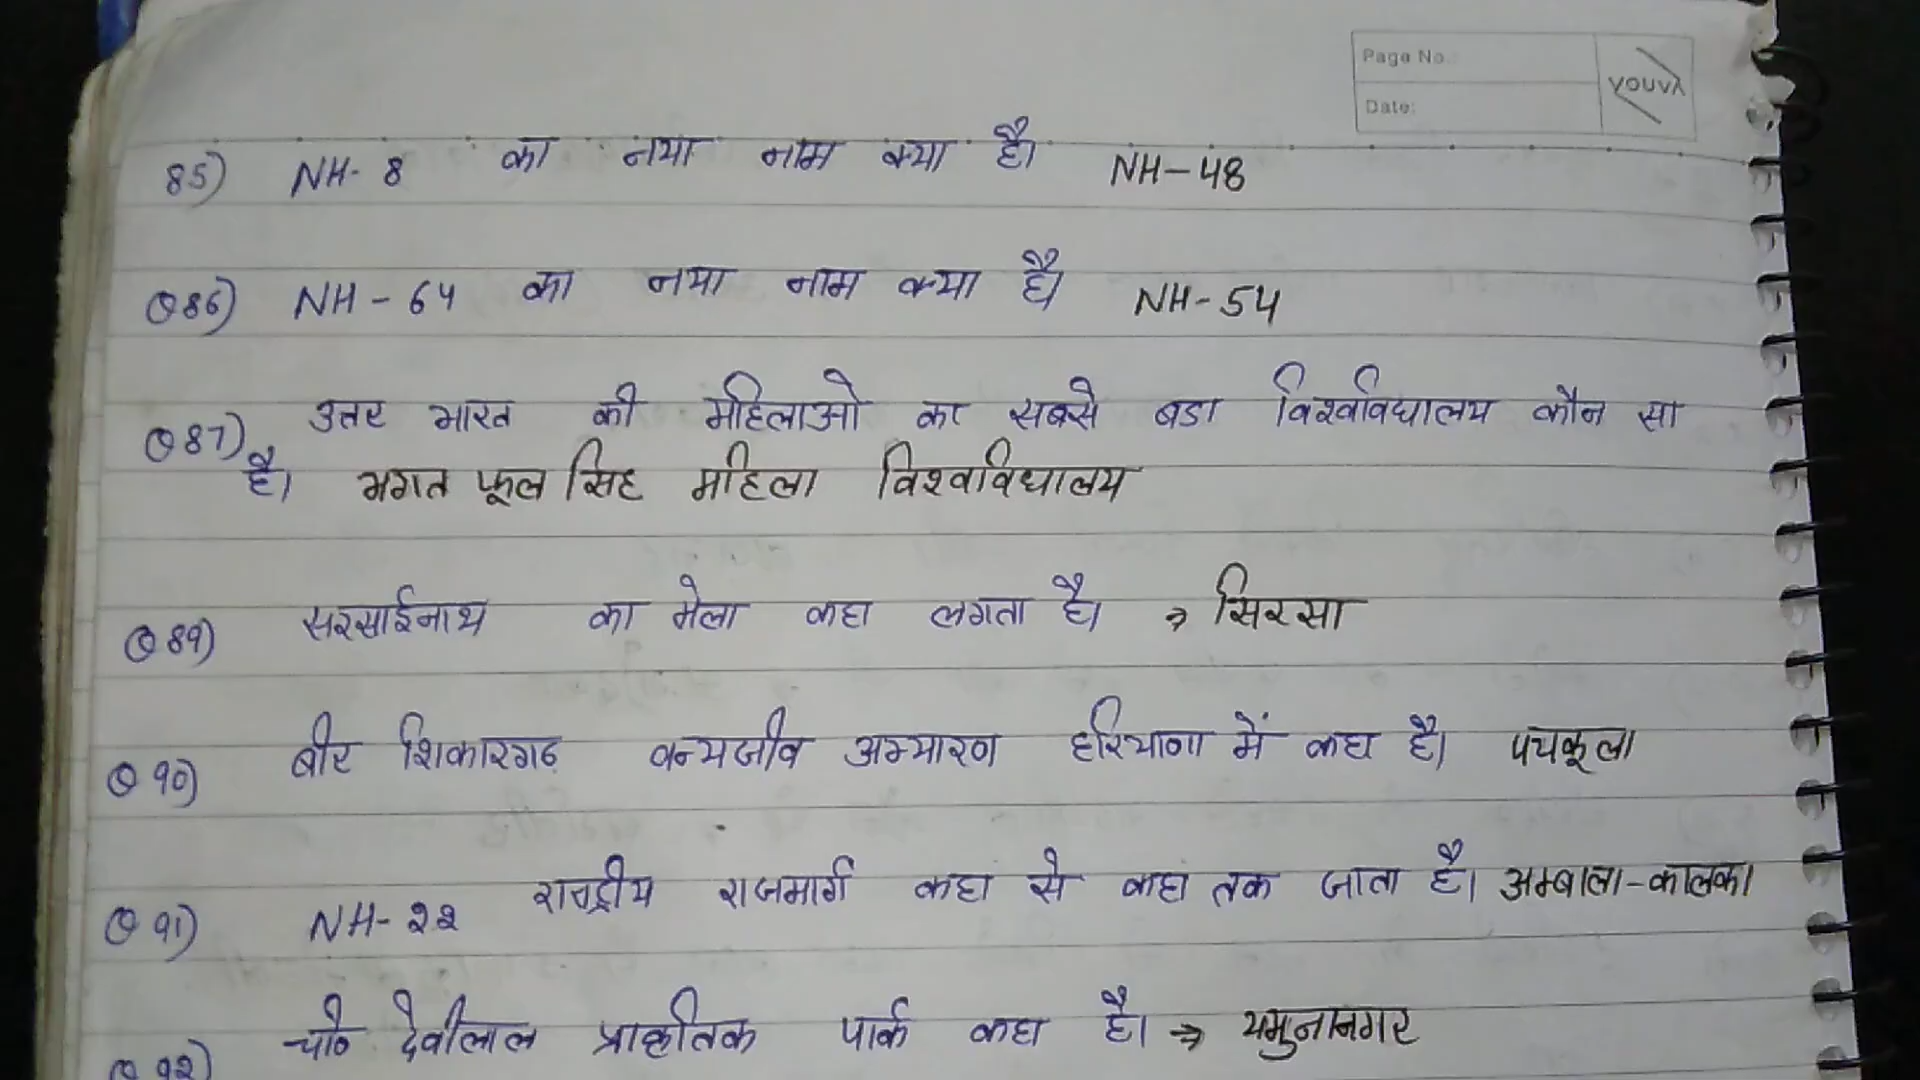 Page No.
Date:
YOUVA
85) NH-8 का नया नाम क्या है। NH-48
Q86) NH-64 का नया नाम क्या है। NH-54
Q87) उत्तर भारत की महिलाओ का सबसे बडा विश्वविघालय कौन सा
है। भगत फूल सिंह महिला विश्वविघालय
Q89) सरसाईनाथ का मेला कहा लगता है। → सिरसा
Q90) बीर शिकारगढ़ वन्यजीव अभ्यारण हरियाणा में कहा है। पंचकूला
Q91) NH-22 राष्ट्रीय राजमार्ग कहा से कहा तक जाता है। अम्बाला-कालका
Q92) चौ० देवीलाल प्राकृतिक पार्क कहा है। → यमुनानगर